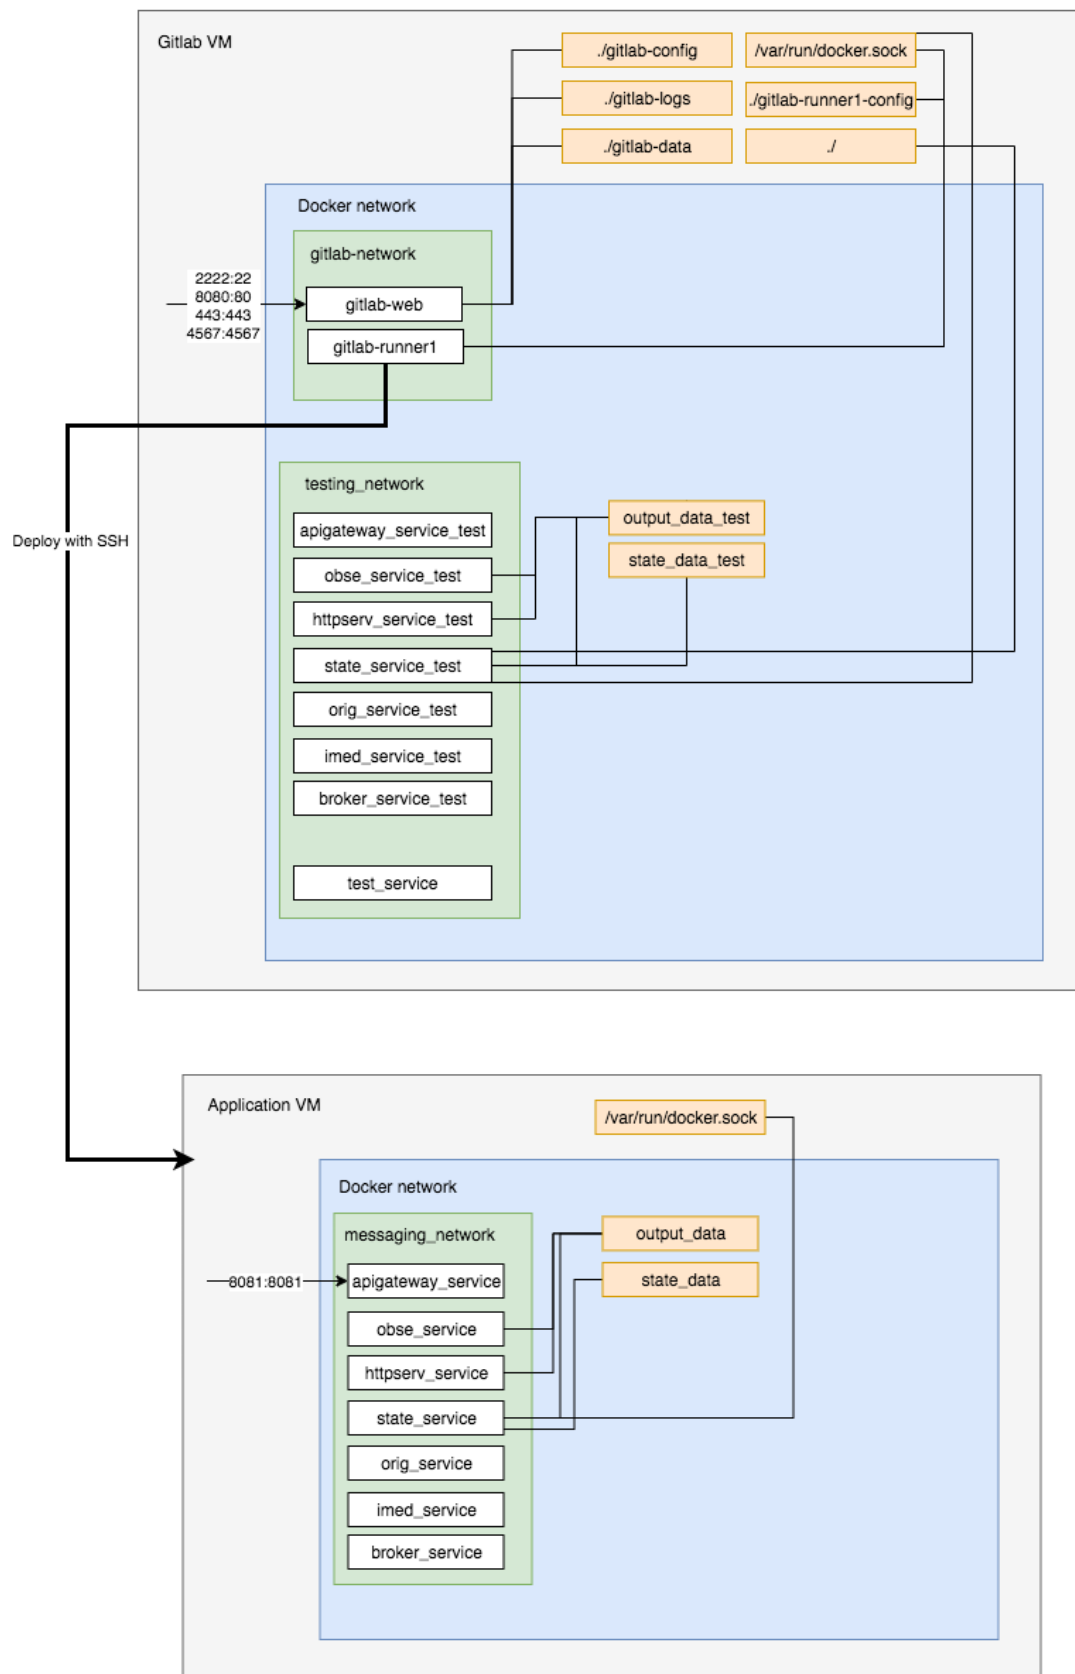 Gitlab VM
./gitlab-config
/var/run/docker.sock
./gitlab-logs
./gitlab-runner1-config
./gitlab-data
./
Docker network
gitlab-network
2222:22
8080:80
443:443
4567:4567
gitlab-web
gitlab-runner1
Deploy with SSH
testing_network
apigateway_service_test
output_data_test
obse_service_test
state_data_test
httpserv_service_test
state_service_test
orig_service_test
imed_service_test
broker_service_test
test_service
Application VM
/var/run/docker.sock
Docker network
messaging_network
output_data
8081:8081
apigateway_service
state_data
obse_service
httpserv_service
state_service
orig_service
imed_service
broker_service